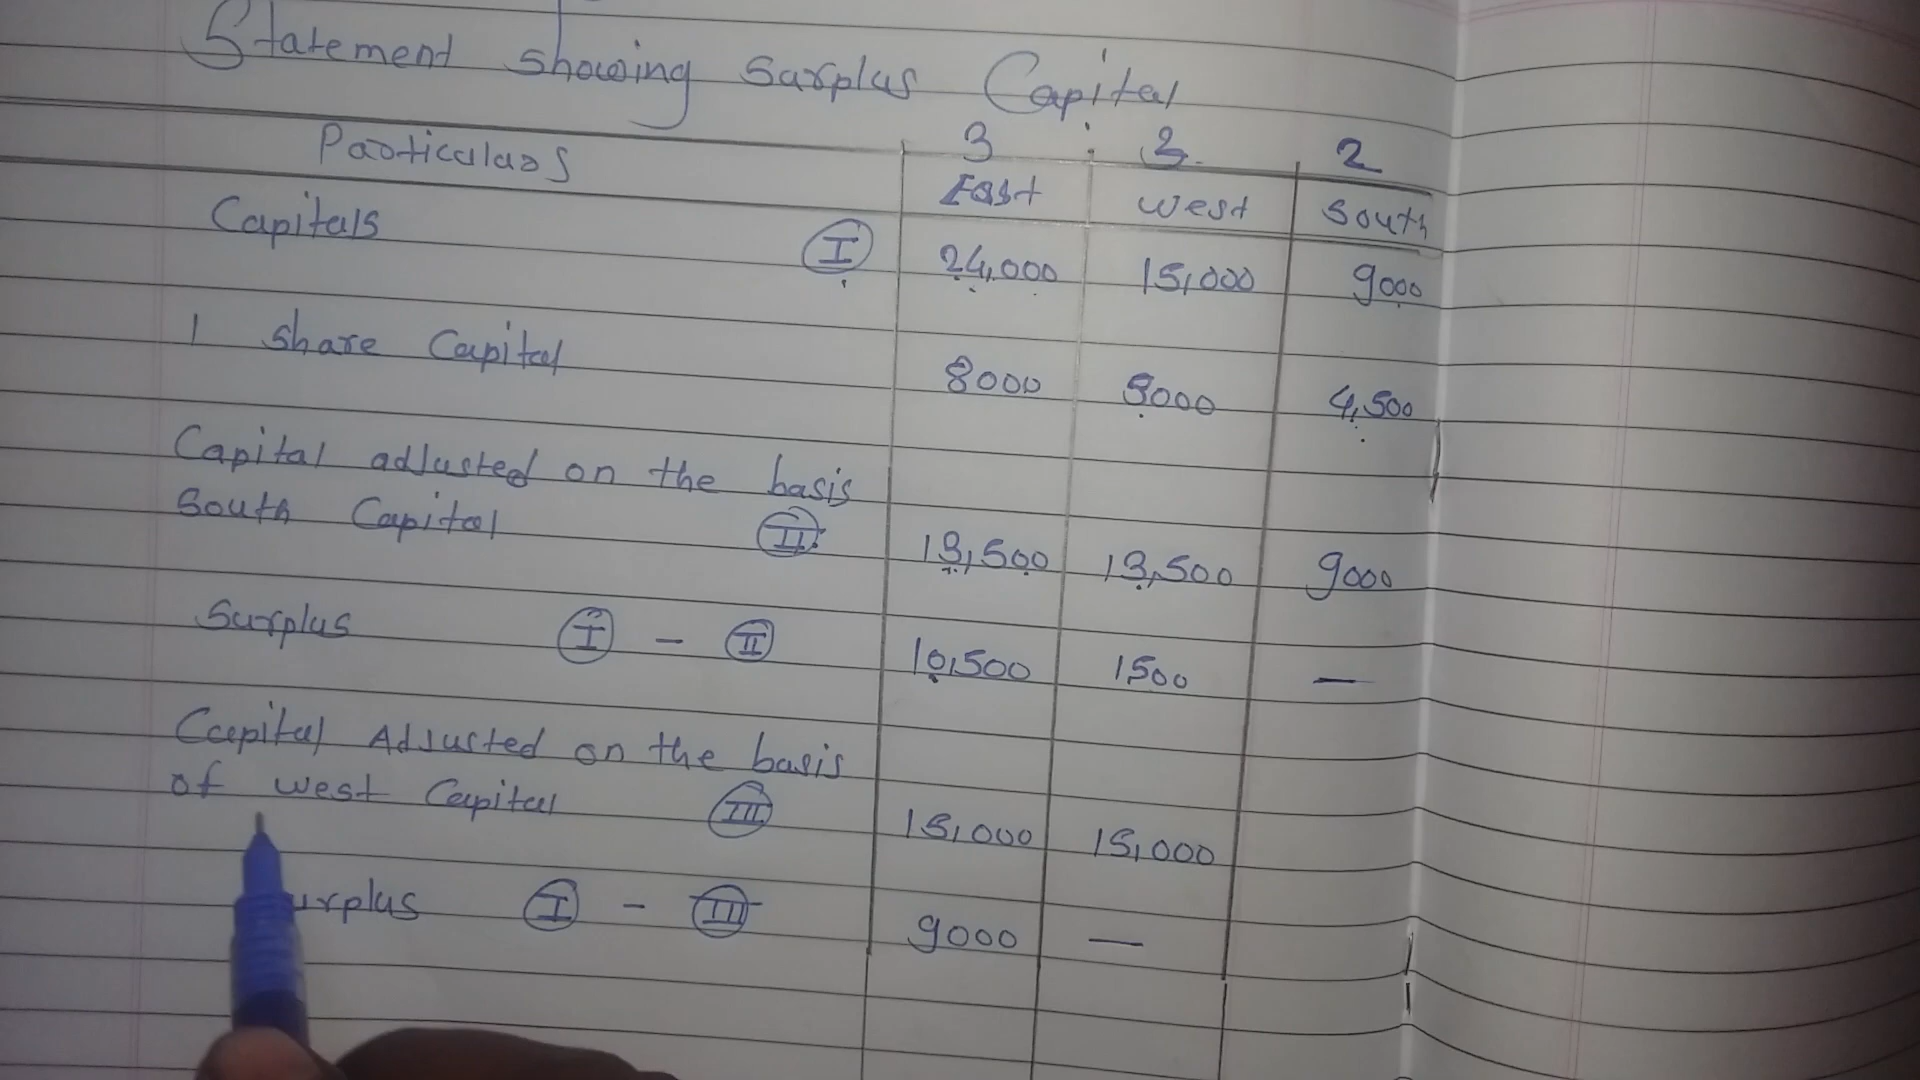 Statement showing Surplus Capital
Particulars 3 3 2
East West South
Capitals I 24,000 15,000 9000
1 Share Capital 8000 5000 4,500
Capital adjusted on the basis
South Capital II 13,500 13,500 9000
Surplus I - II 10,500 1500 —
Capital Adjusted on the basis
of west Capital III 15,000 15,000
urplus I - III 9000 —